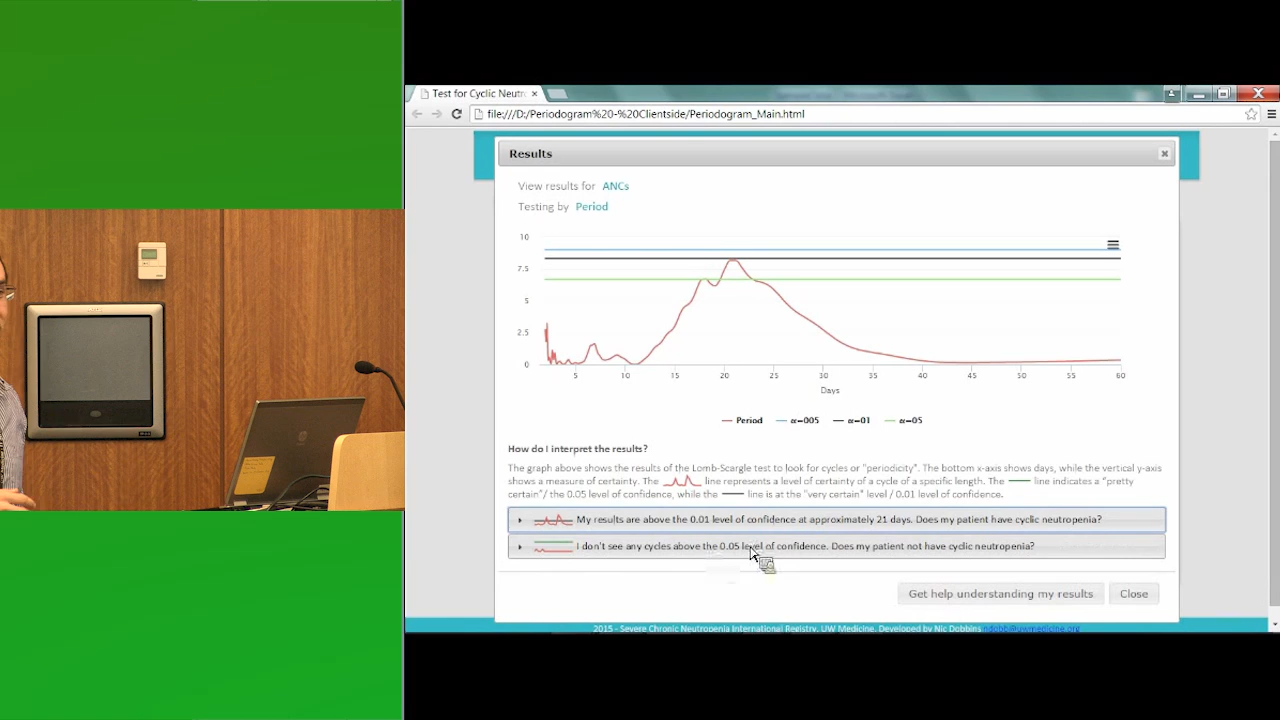 Test for Cyclic Neutr
file:///D:/Periodogram%20-%20Clientside/Periodogram_Main.html
Results
View results for ANCs
Testing by Period
10
7.5
5
2.5
0
5 10 15 20 25 30 35 40 45 50 55 60
Days
Period α=005 α=01 α=05
How do I interpret the results?
The graph above shows the results of the Lomb-Scargle test to look for cycles or "periodicity". The bottom x-axis shows days, while the vertical y-axis
shows a measure of certainty. The line represents a level of certainty of a cycle of a specific length. The line indicates a "pretty
certain"/ the 0.05 level of confidence, while the line is at the "very certain" level / 0.01 level of confidence.
My results are above the 0.01 level of confidence at approximately 21 days. Does my patient have cyclic neutropenia?
I don't see any cycles above the 0.05 level of confidence. Does my patient not have cyclic neutropenia?
Get help understanding my results Close
2015 - Severe Chronic Neutropenia International Registry, UW Medicine. Developed by Nic Dobbins ndobb@uwmedicine.org